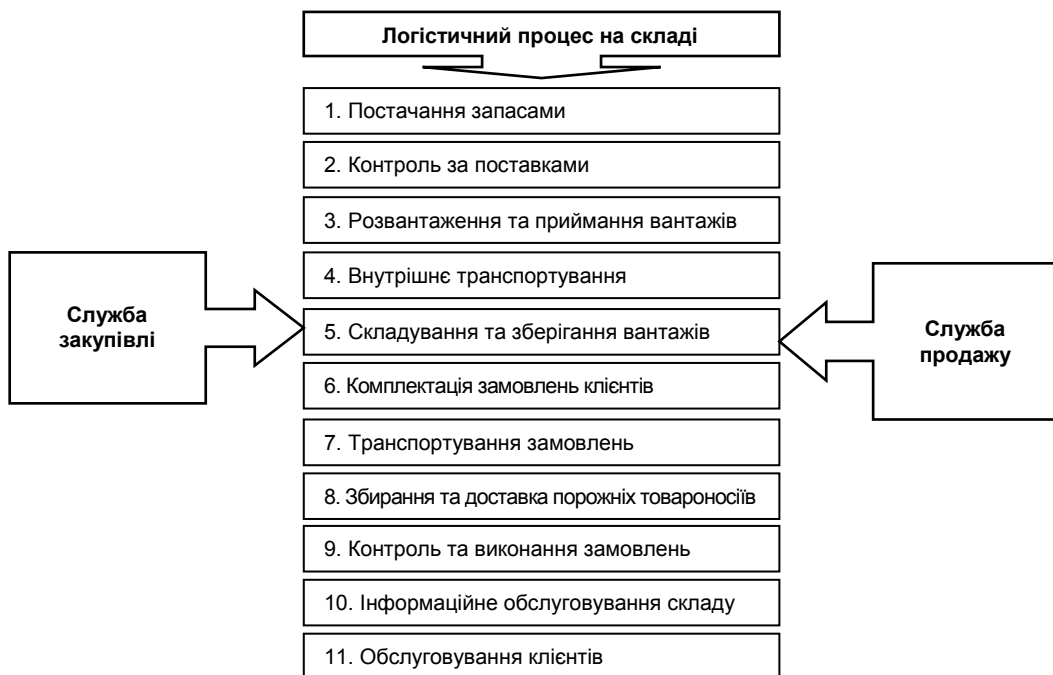 Логістичний процес на складі
1. Постачання запасами
2. Контроль за поставками
3. Розвантаження та приймання вантажів
4. Внутрішнє транспортування
Служба
закупівлі
5. Складування та зберігання вантажів
Служба
продажу
6. Комплектація замовлень клієнтів
7. Транспортування замовлень
8. Збирання та доставка порожніх товароносіїв
9. Контроль та виконання замовлень
10. Інформаційне обслуговування складу
11. Обслуговування клієнтів